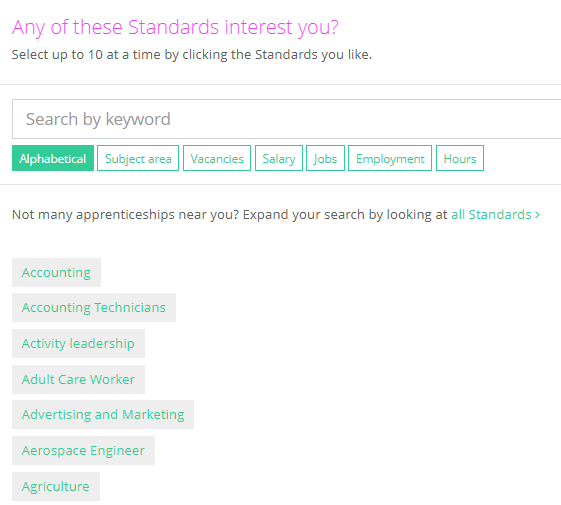 Any of these Standards interest you?
Select up to 10 at a time by clicking the Standards you like.
Search by keyword
Alphabetical Subject area Vacancies Salary Jobs Employment Hours
Not many apprenticeships near you? Expand your search by looking at all Standards ›
Accounting
Accounting Technicians
Activity leadership
Adult Care Worker
Advertising and Marketing
Aerospace Engineer
Agriculture